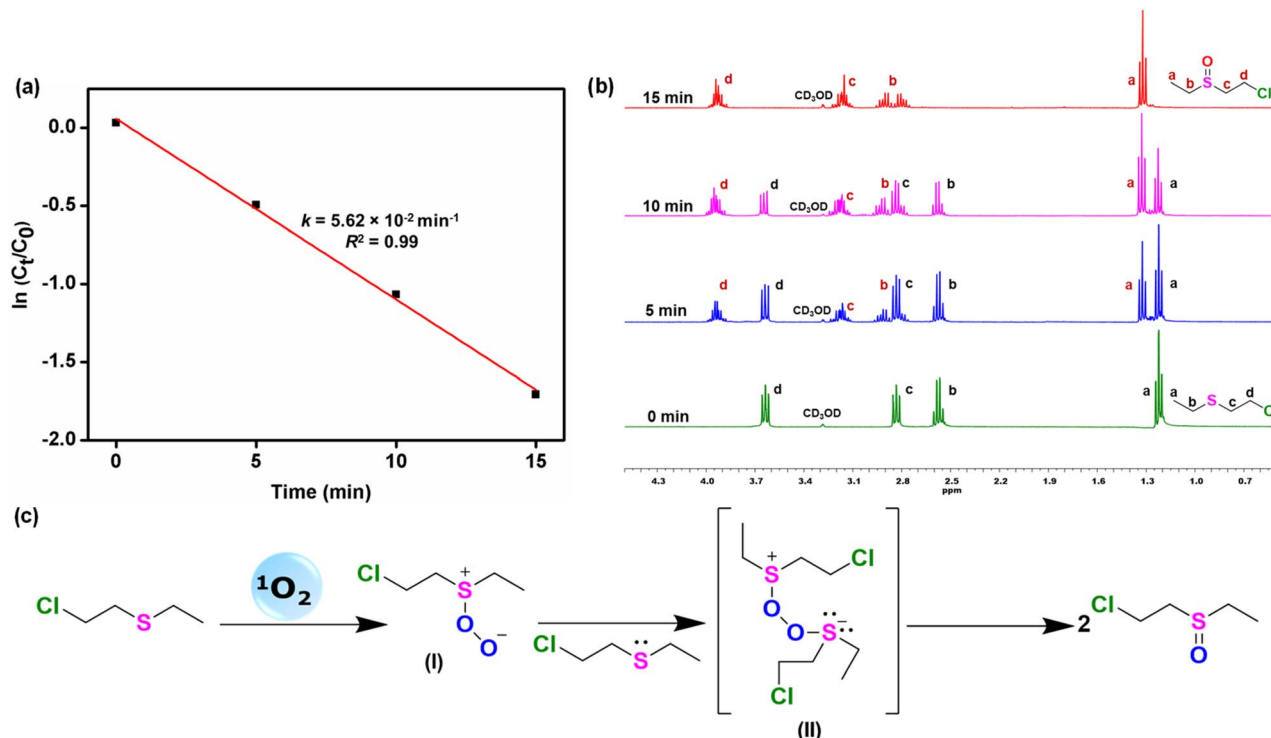 (a)
0.0
-0.5
-1.0
-1.5
-2.0
ln (Cₜ/C₀)
k = 5.62 × 10⁻² min⁻¹
R² = 0.99
0 5 10 15
Time (min)
(b)
15 min d CD₃OD c b a
a b S O c d Cl
10 min d d CD₃OD c b c b a a
5 min d d CD₃OD c b c b a a
0 min d CD₃OD c b a
a b S c d C
4.3 4.0 3.7 3.4 3.1 2.8 2.5 2.2 1.9 1.6 1.3 1.0 0.7
ppm
(c)
Cl S
¹O₂
Cl S + O O −
(I)
Cl S ••
S + Cl
O O S − •• ••
Cl
(II)
2 Cl S O